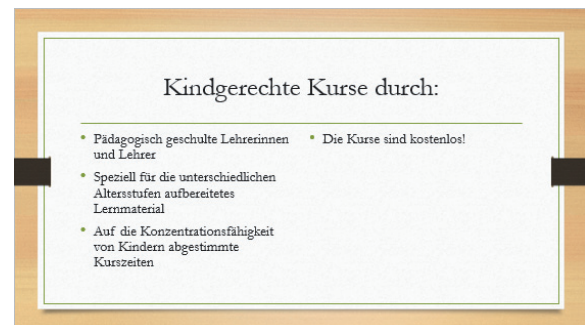 Kindgerechte Kurse durch:
• Pädagogisch geschulte Lehrerinnen
und Lehrer
• Speziell für die unterschiedlichen
Altersstufen aufbereitetes
Lernmaterial
• Auf die Konzentrationsfähigkeit
von Kindern abgestimmte
Kurszeiten
• Die Kurse sind kostenlos!